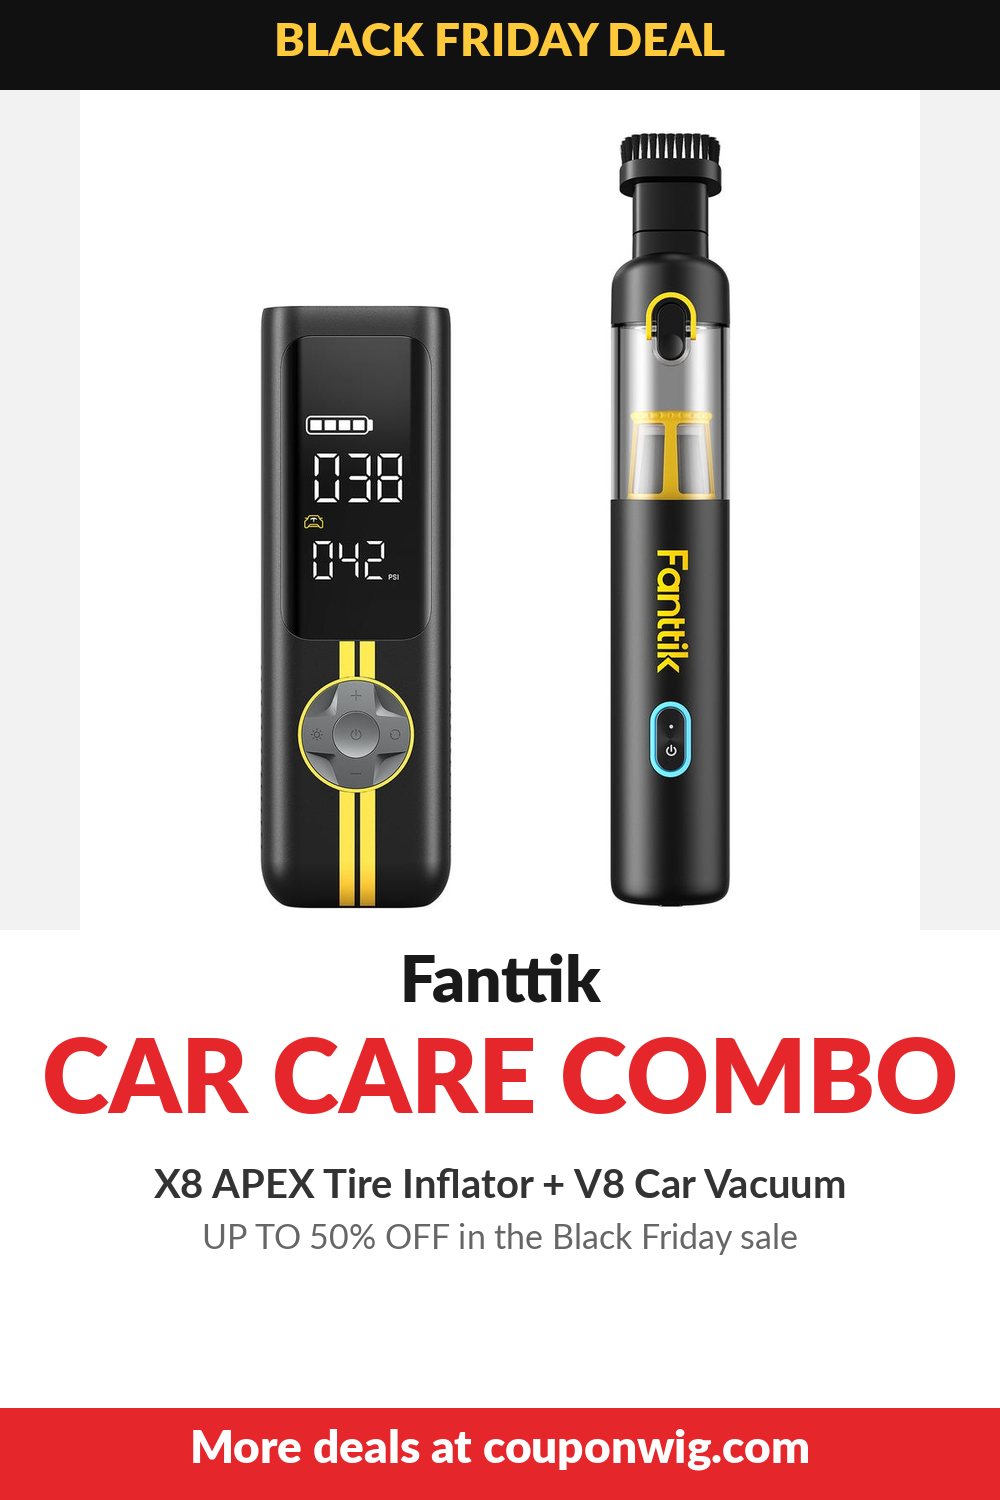 BLACK FRIDAY DEAL
038
042 PSI
Fanttik
Fanttik
CAR CARE COMBO
X8 APEX Tire Inflator + V8 Car Vacuum
UP TO 50% OFF in the Black Friday sale
More deals at couponwig.com